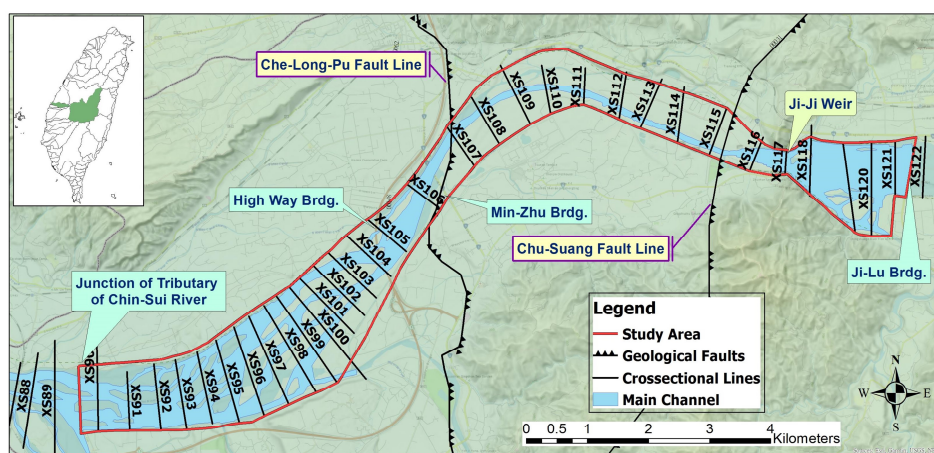 Che-Long-Pu Fault Line
Ji-Ji Weir
High Way Brdg.
Min-Zhu Brdg.
Chu-Suang Fault Line
Ji-Lu Brdg.
Junction of Tributary
of Chin-Sui River
XS88
XS89
XS90
XS91
XS92
XS93
XS94
XS95
XS96
XS97
XS98
XS99
XS100
XS101
XS102
XS103
XS104
XS105
XS106
XS107
XS108
XS109
XS110
XS111
XS112
XS113
XS114
XS115
XS116
XS117
XS118
XS120
XS121
XS122
Legend
Study Area
Geological Faults
Crossectional Lines
Main Channel
N
W
E
S
0 0.5 1 2 3 4
Kilometers